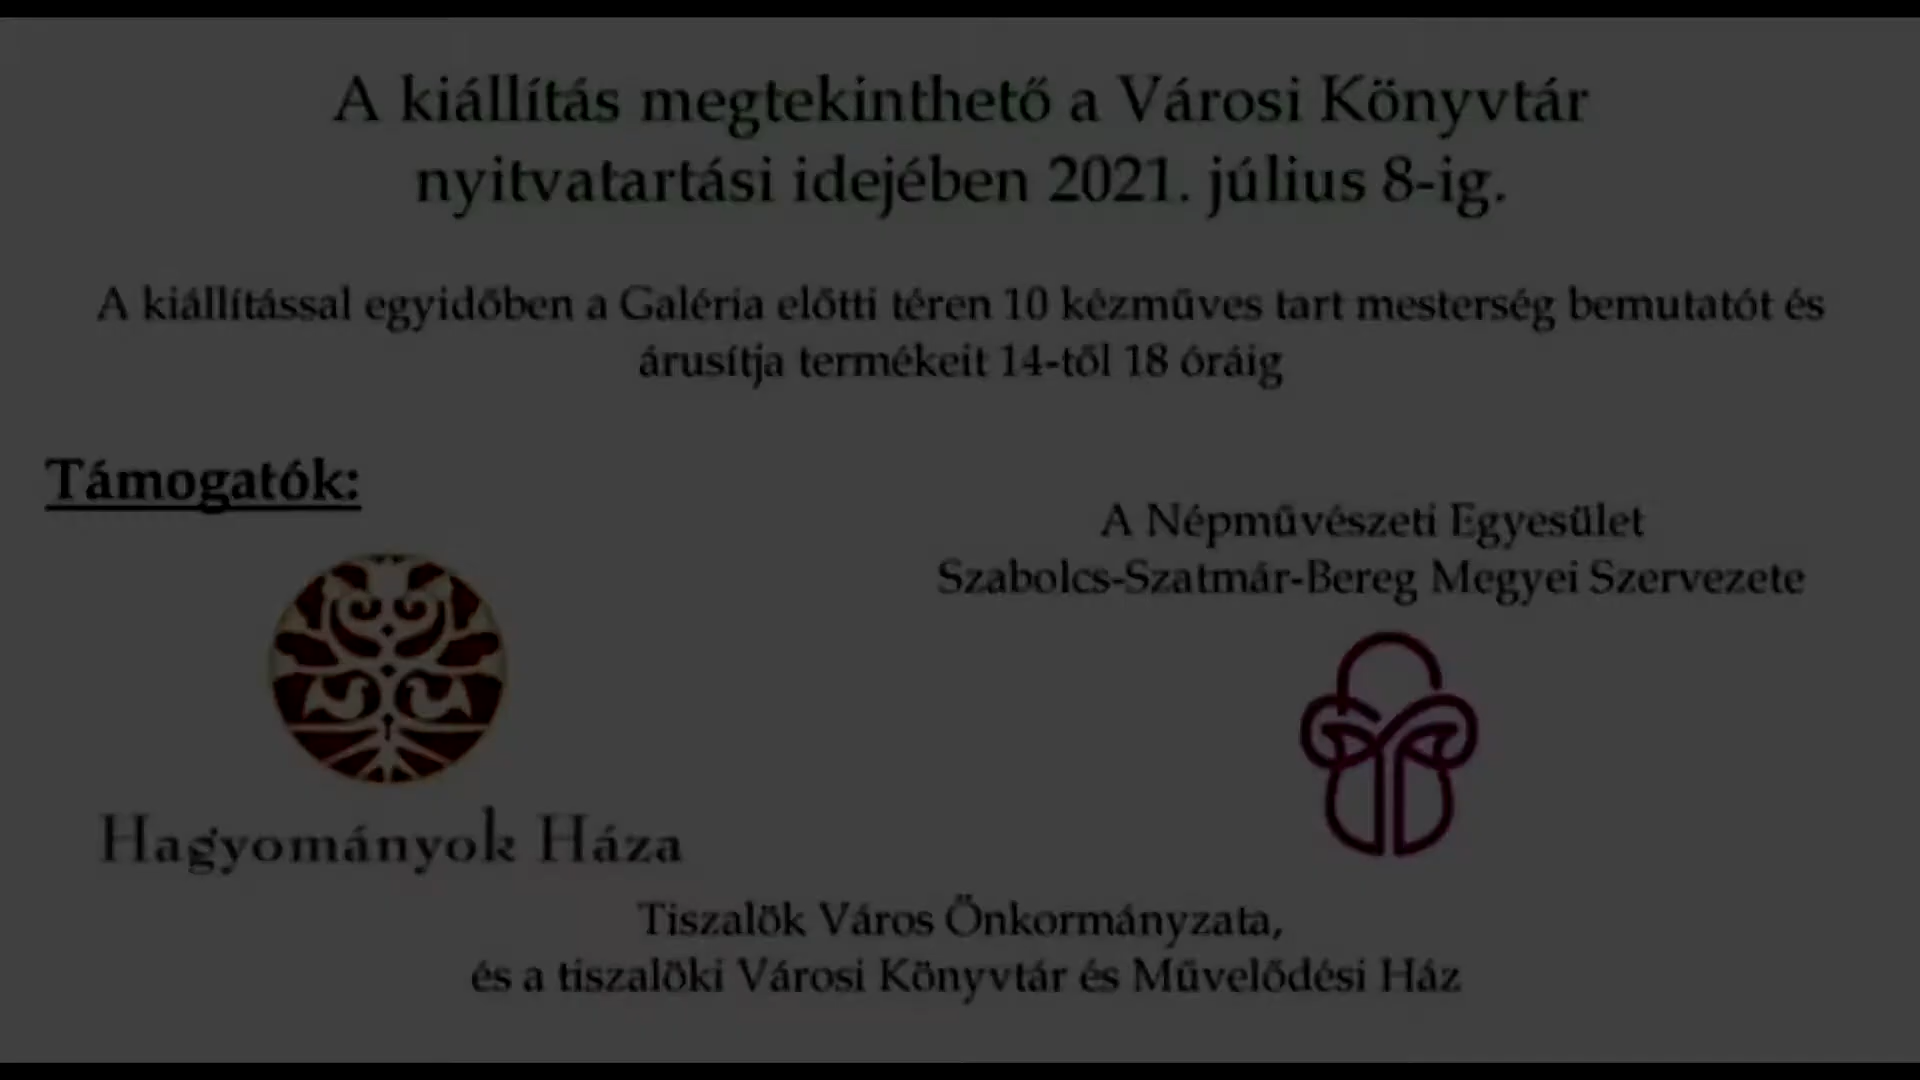 A kiállítás megtekinthető a Városi Könyvtár
nyitvatartási idejében 2021. július 8-ig.
A kiállítással egyidőben a Galéria előtti téren 10 kézműves tart mesterség bemutatót és
árusítja termékeit 14-től 18 óráig
Támogatók:
A Népművészeti Egyesület
Szabolcs-Szatmár-Bereg Megyei Szervezete
Hagyományok Háza
Tiszalök Város Önkormányzata,
és a tiszalöki Városi Könyvtár és Művelődési Ház